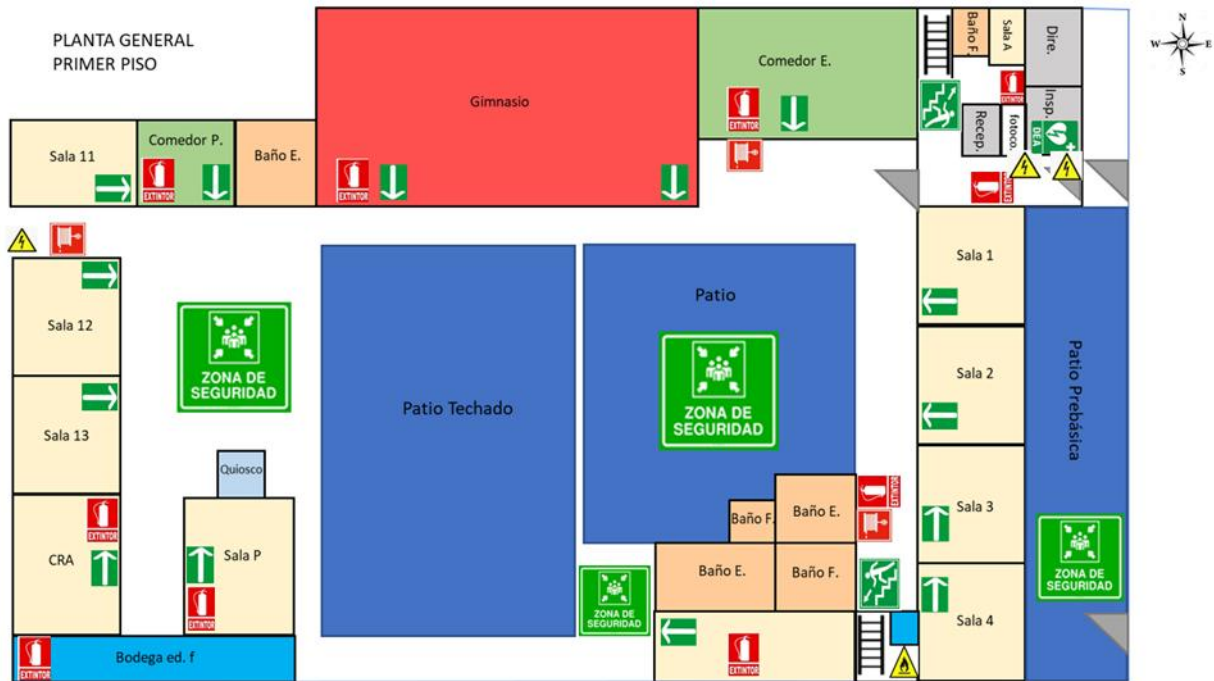 PLANTA GENERAL
PRIMER PISO
N
W
E
S
Gimnasio
Comedor E.
EXTINTOR
Baño F.
Sala A
Dire.
EXTINTOR
Insp.
Recep.
fotoco.
DEA
EXTINTOR
Sala 11
Comedor P.
EXTINTOR
Baño E.
EXTINTOR
Sala 12
ZONA DE
SEGURIDAD
Patio Techado
Patio
ZONA DE
SEGURIDAD
Sala 1
Sala 2
Patio Prebásica
Sala 13
Quiosco
CRA
EXTINTOR
Sala P
EXTINTOR
Baño F.
Baño E.
EXTINTOR
Sala 3
Baño E.
Baño F.
ZONA DE
SEGURIDAD
ZONA DE
SEGURIDAD
Sala 4
EXTINTOR
Bodega ed. f
EXTINTOR